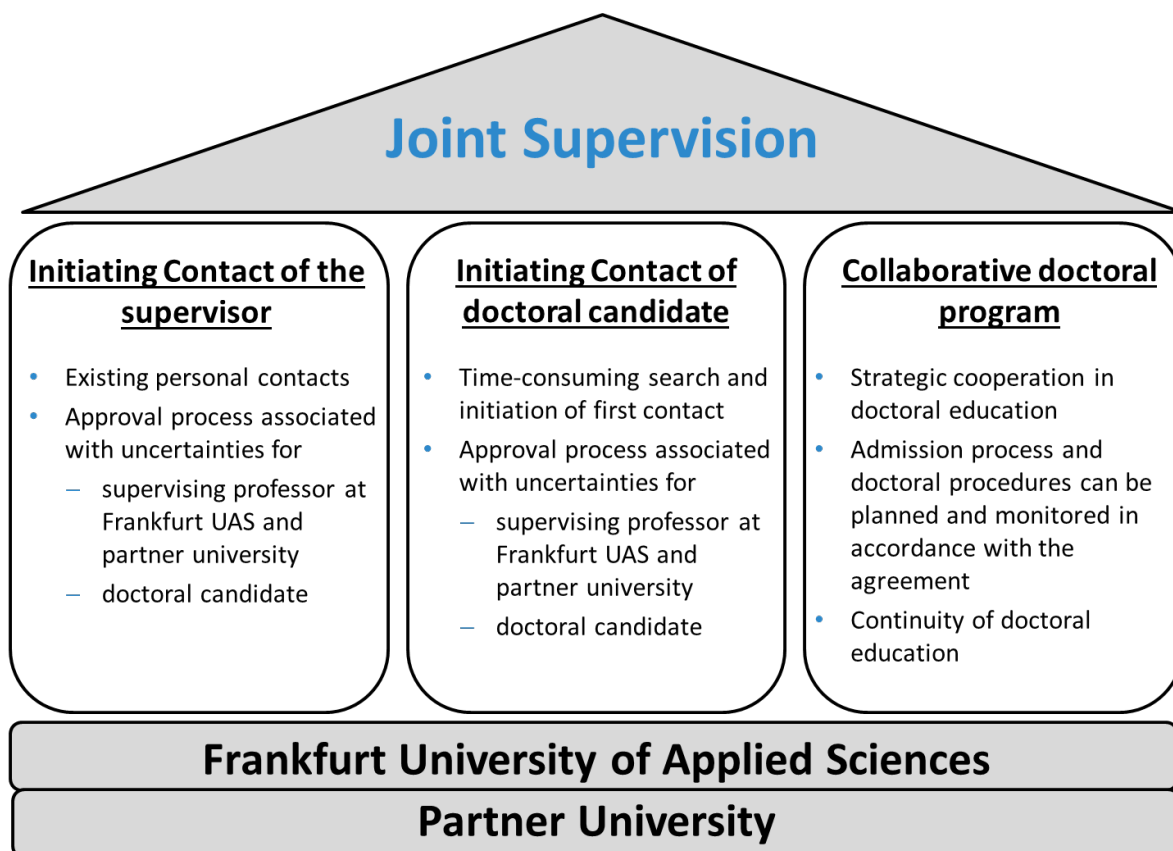 Joint Supervision
Initiating Contact of the
supervisor
• Existing personal contacts
• Approval process associated
with uncertainties for
– supervising professor at
Frankfurt UAS and
partner university
– doctoral candidate
Initiating Contact of
doctoral candidate
• Time-consuming search and
initiation of first contact
• Approval process associated
with uncertainties for
– supervising professor at
Frankfurt UAS and
partner university
– doctoral candidate
Collaborative doctoral
program
• Strategic cooperation in
doctoral education
• Admission process and
doctoral procedures can be
planned and monitored in
accordance with the
agreement
• Continuity of doctoral
education
Frankfurt University of Applied Sciences
Partner University